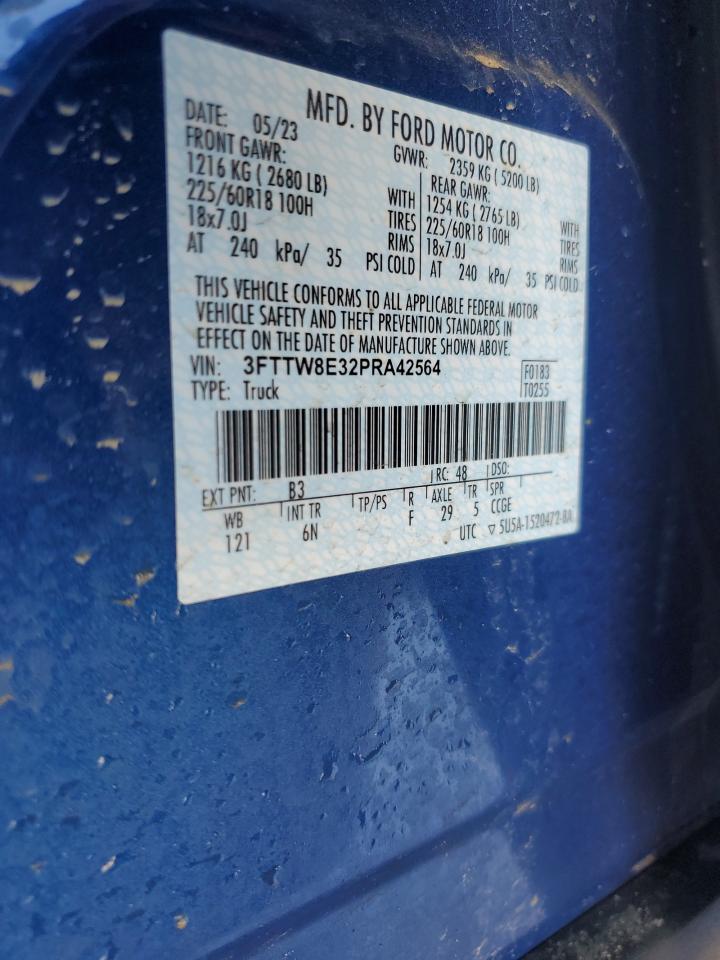 MFD. BY FORD MOTOR CO.
DATE: 05/23 GVWR: 2359 KG ( 5200 LB)
FRONT GAWR: REAR GAWR:
1216 KG ( 2680 LB) WITH 1254 KG ( 2765 LB) WITH
225/60R18 100H TIRES 225/60R18 100H TIRES
18x7.0J RIMS 18x7.0J RIMS
AT 240 kPa/ 35 PSI COLD AT 240 kPa/ 35 PSI COLD
THIS VEHICLE CONFORMS TO ALL APPLICABLE FEDERAL MOTOR
VEHICLE SAFETY AND THEFT PREVENTION STANDARDS IN
EFFECT ON THE DATE OF MANUFACTURE SHOWN ABOVE.
VIN: 3FTTW8E32PRA42564 F0183
TYPE: Truck T0255
EXT PNT: B3 RC: 48 DSO:
WB INT TR TP/PS R AXLE TR SPR
121 6N F 29 5 CCGE
UTC ▽ 5U5A-1520472-BA